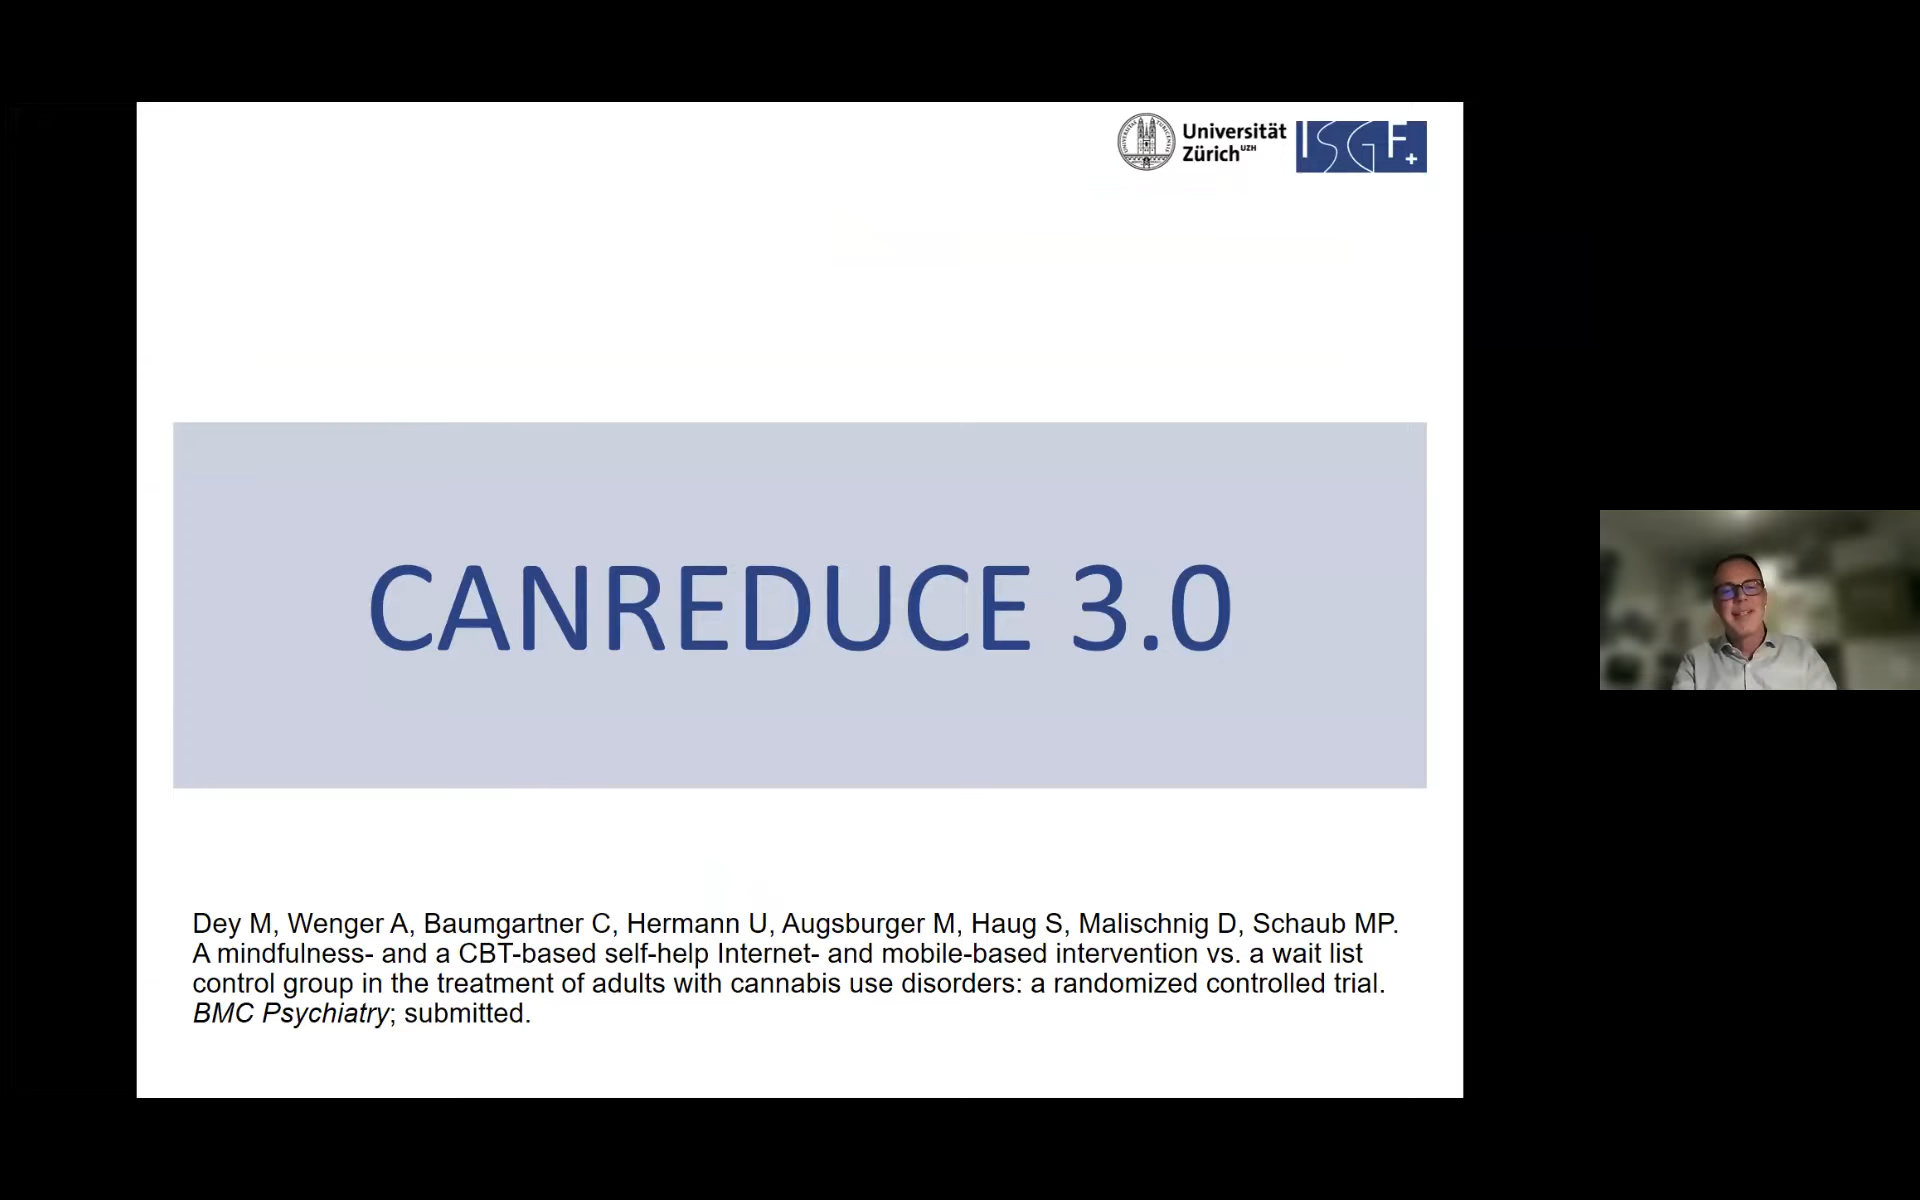 Universität
Zürich UZH
ISGF
CANREDUCE 3.0
Dey M, Wenger A, Baumgartner C, Hermann U, Augsburger M, Haug S, Malischnig D, Schaub MP.
A mindfulness- and a CBT-based self-help Internet- and mobile-based intervention vs. a wait list
control group in the treatment of adults with cannabis use disorders: a randomized controlled trial.
BMC Psychiatry; submitted.